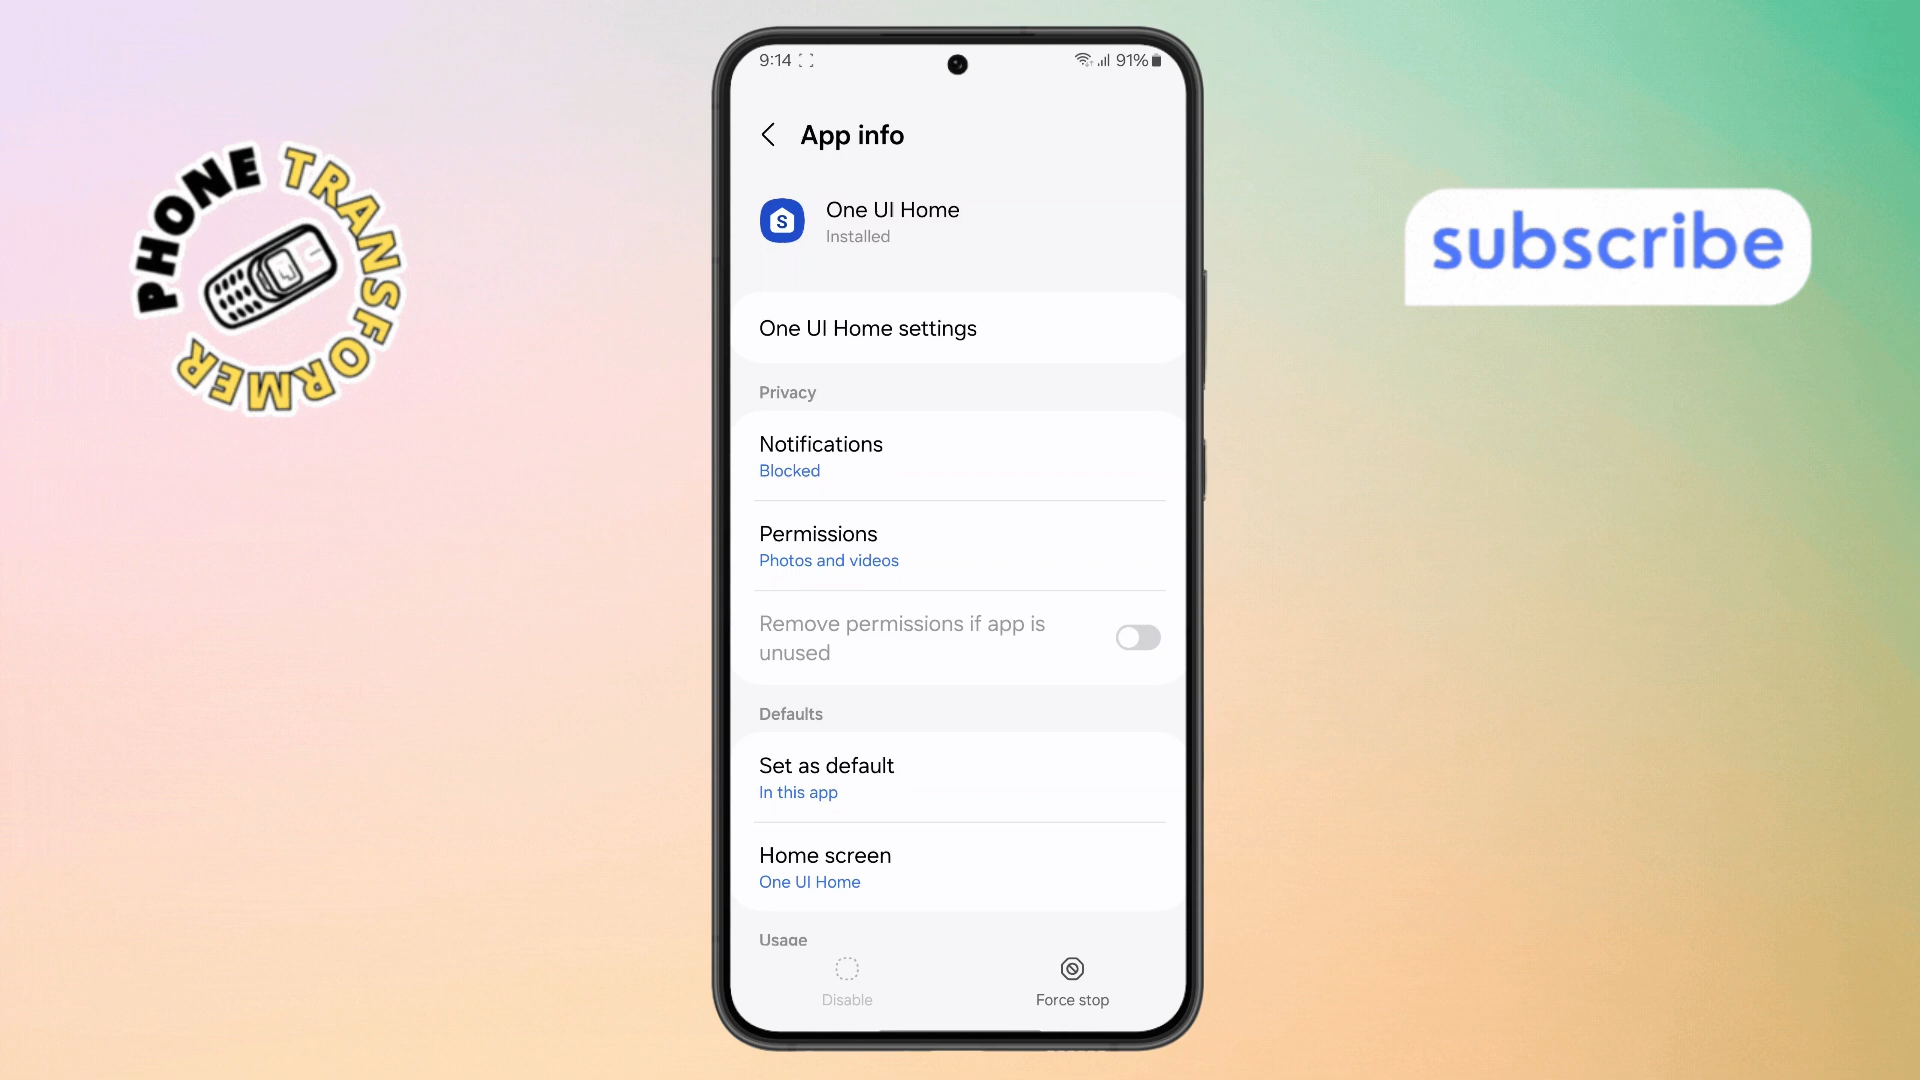 PHONE TRANSFORMER
9:14
91%
App info
One UI Home
Installed
One UI Home settings
Privacy
Notifications
Blocked
Permissions
Photos and videos
Remove permissions if app is
unused
Defaults
Set as default
In this app
Home screen
One UI Home
Usage
Disable
Force stop
subscribe